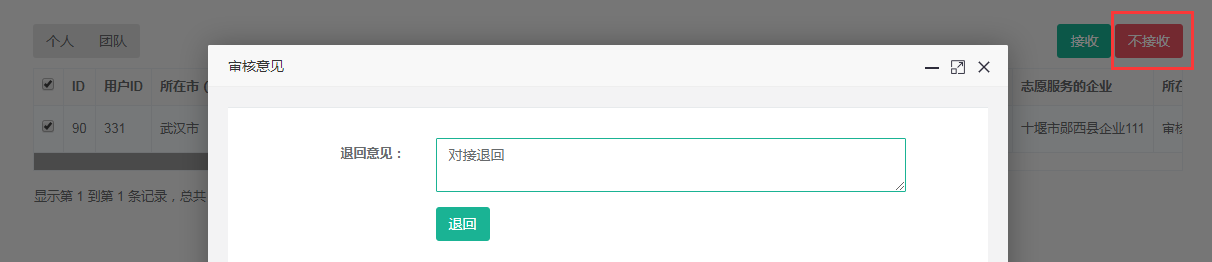 个人 团队 接收 不接收
审核意见
ID 用户ID 所在市 ( 志愿服务的企业 所在
90 331 武汉市 十堰市郧西县企业111 审核
退回意见： 对接退回
显示第 1 到第 1 条记录，总共
退回